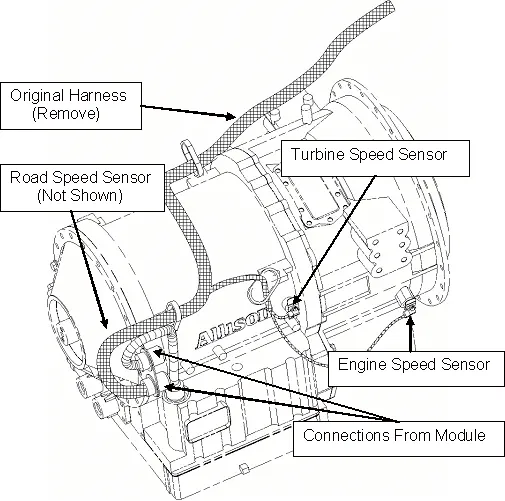 Original Harness
(Remove)
Turbine Speed Sensor
Road Speed Sensor
(Not Shown)
Allison
Engine Speed Sensor
Connections From Module